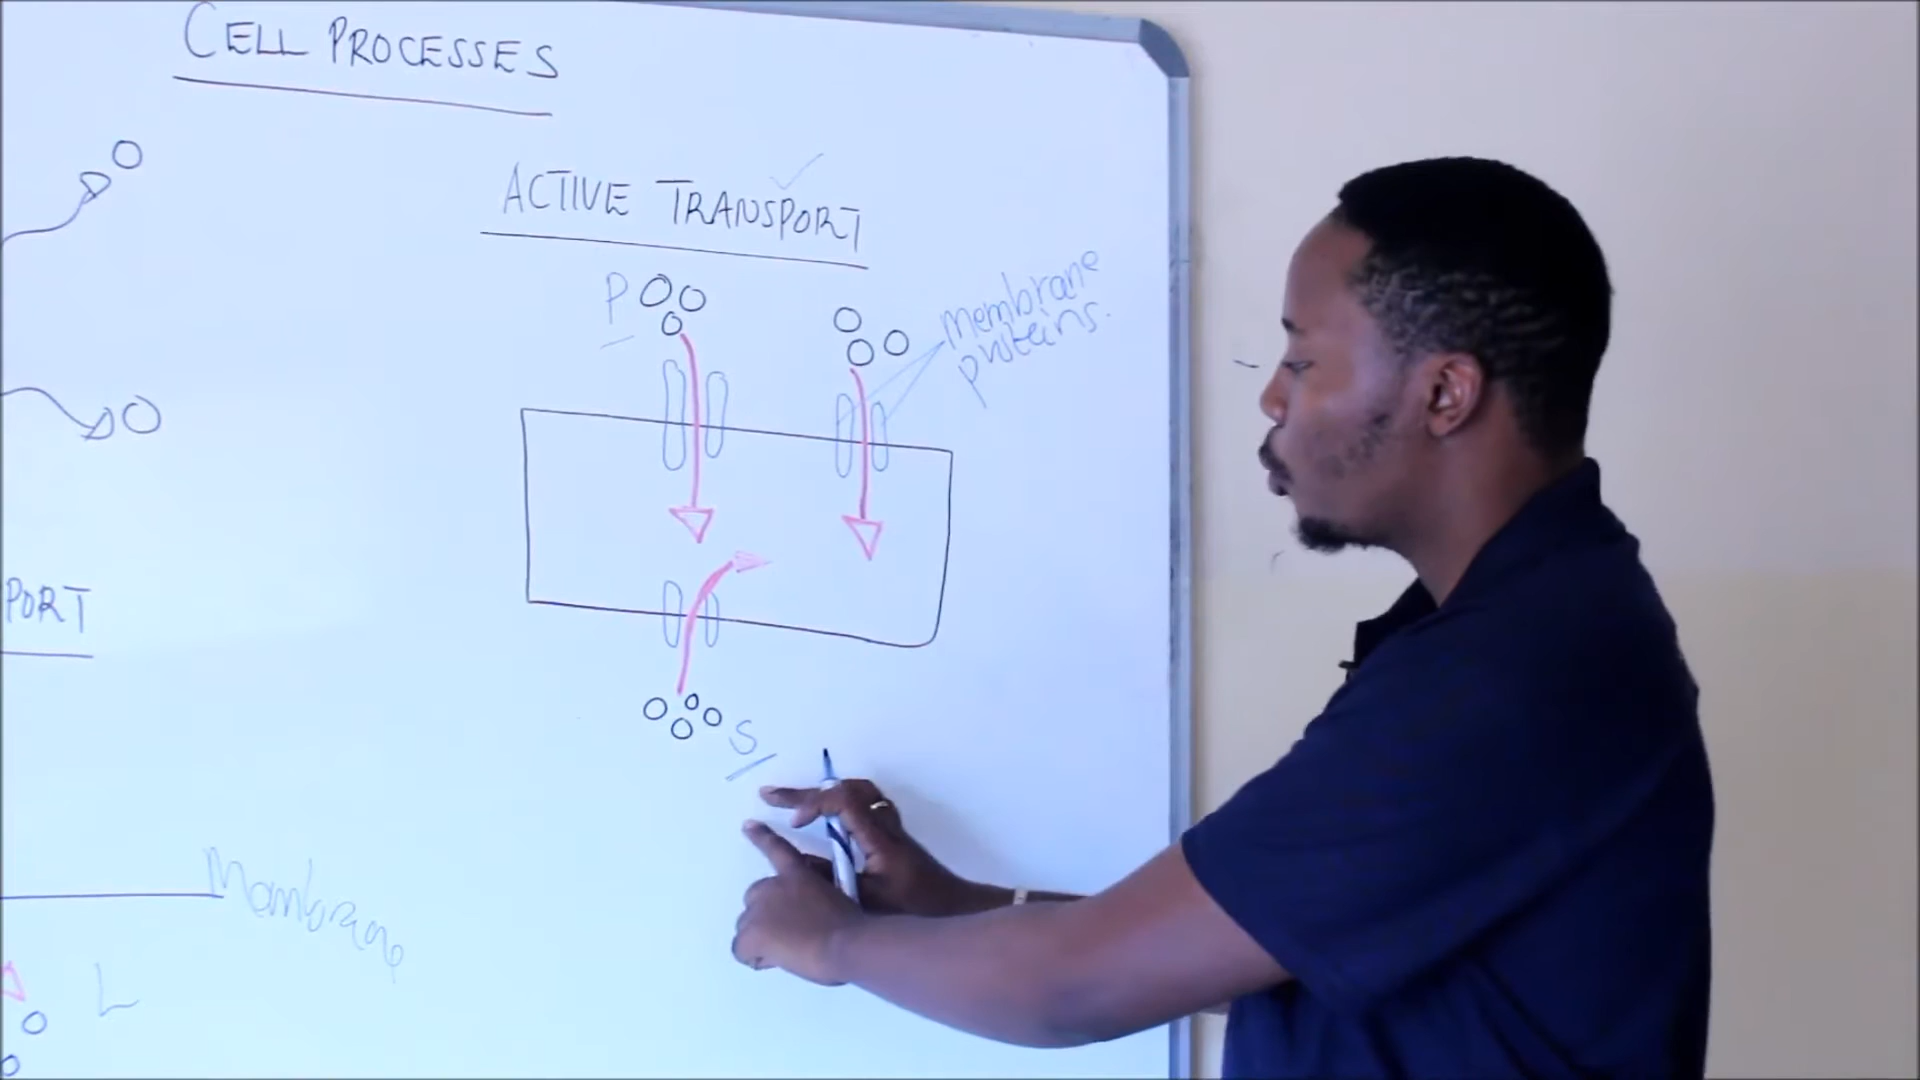 CELL PROCESSES
ACTIVE TRANSPORT
P
Membrane
proteins.
PORT
S
Membrane
L